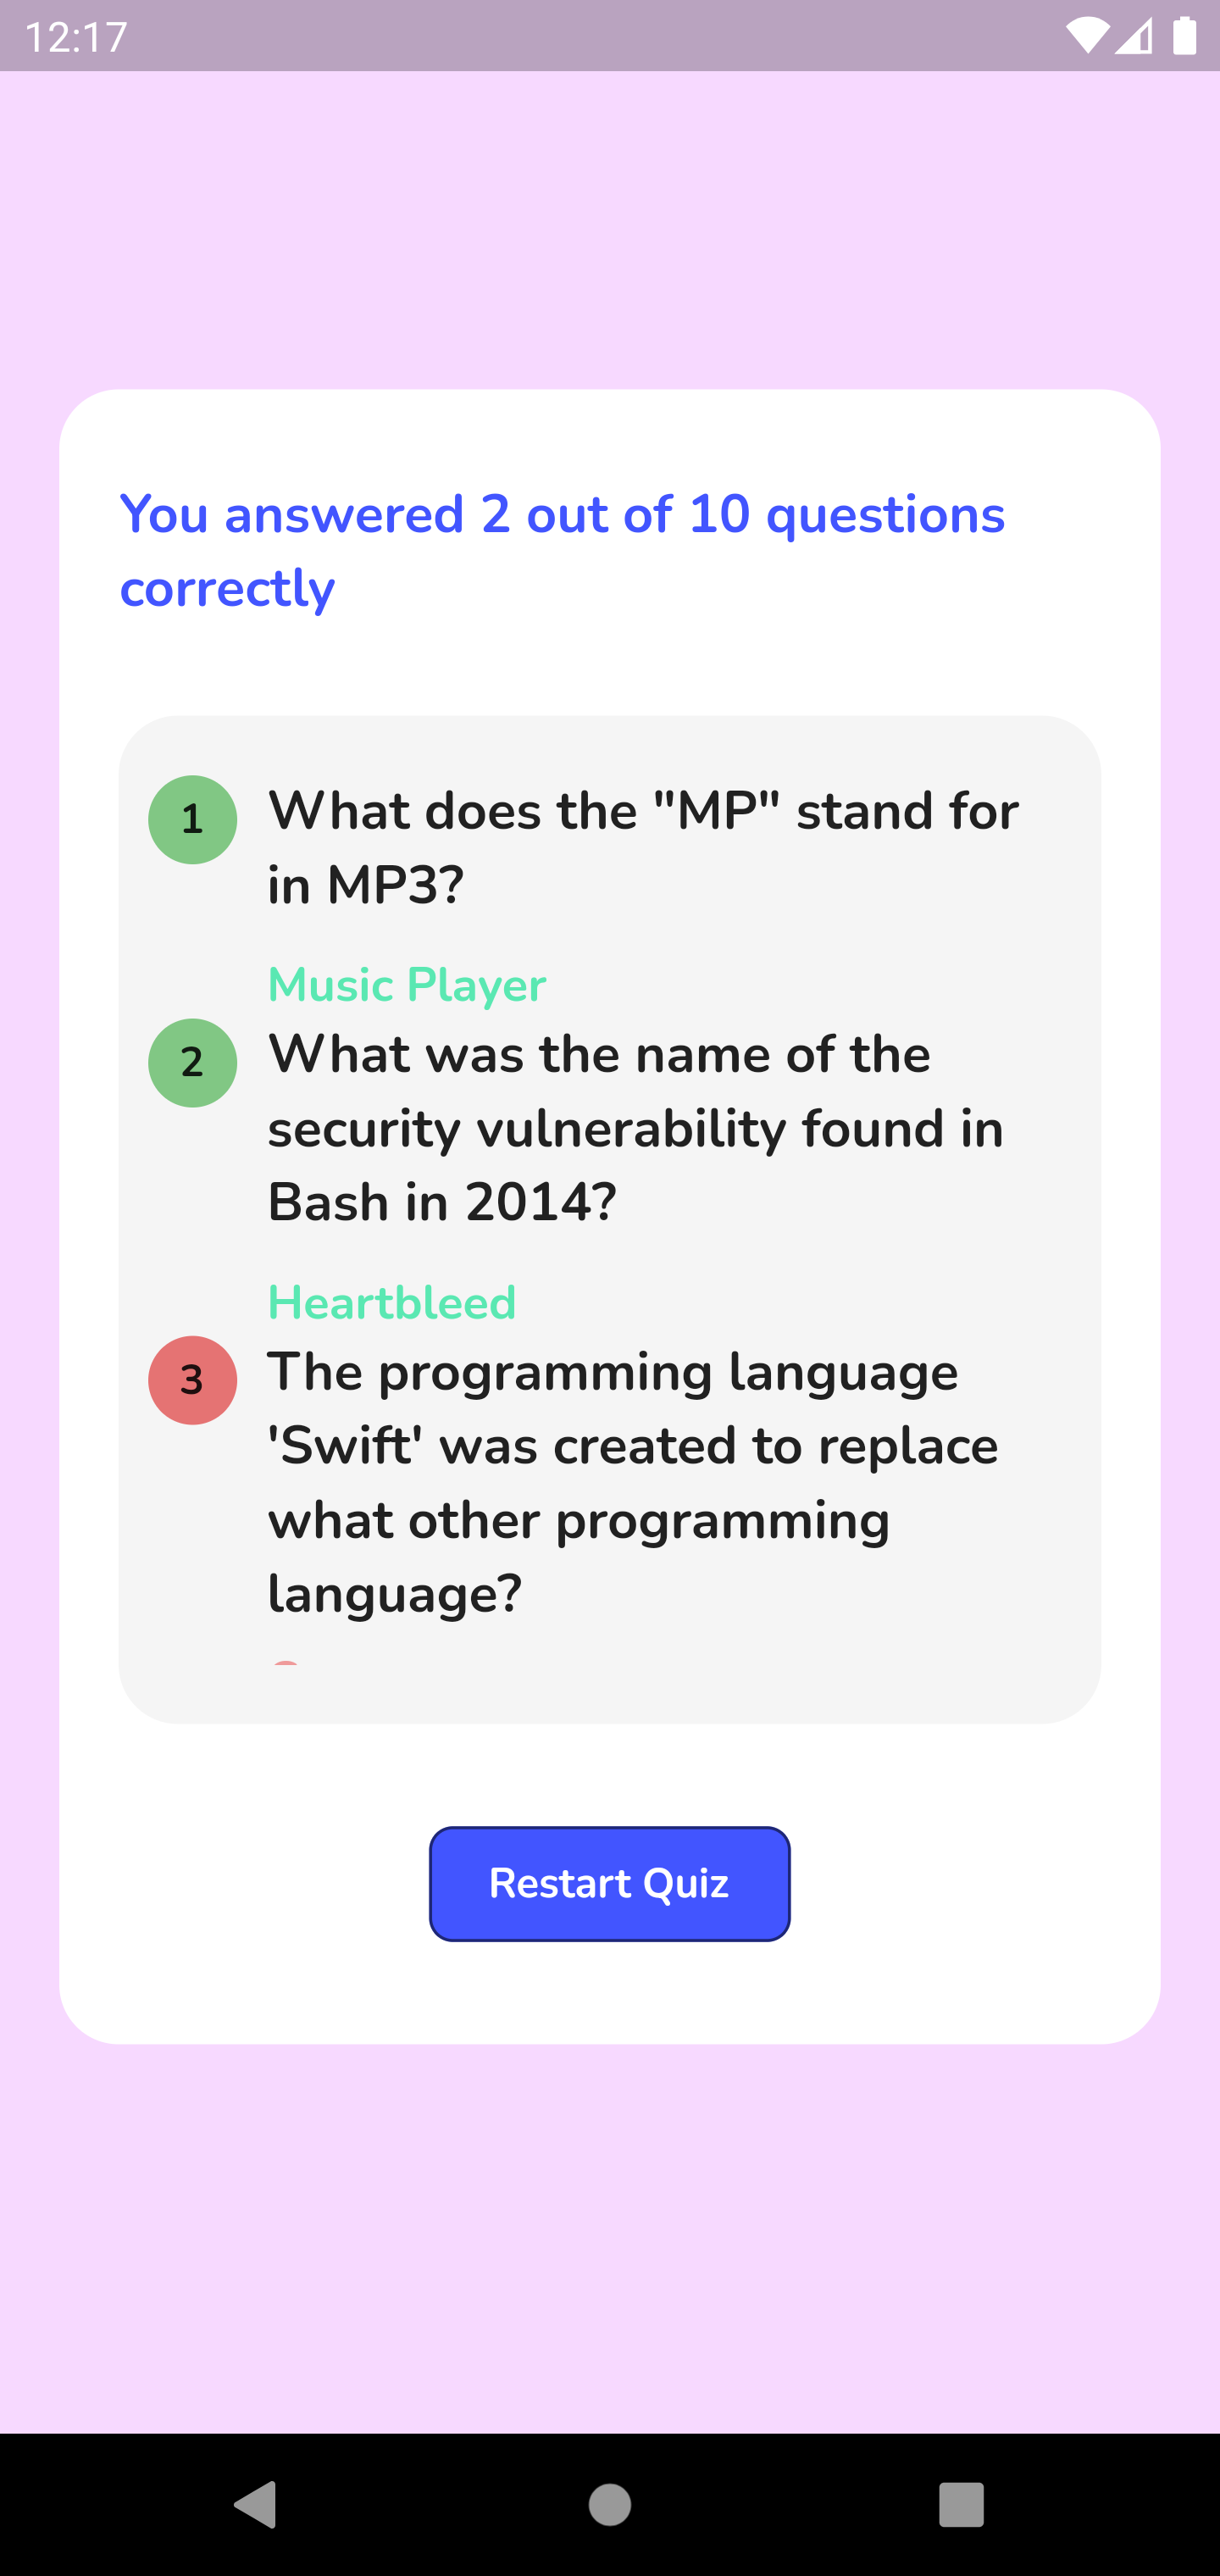 12:17
You answered 2 out of 10 questions
correctly
1
What does the "MP" stand for
in MP3?
Music Player
2
What was the name of the
security vulnerability found in
Bash in 2014?
Heartbleed
3
The programming language
'Swift' was created to replace
what other programming
language?
Restart Quiz